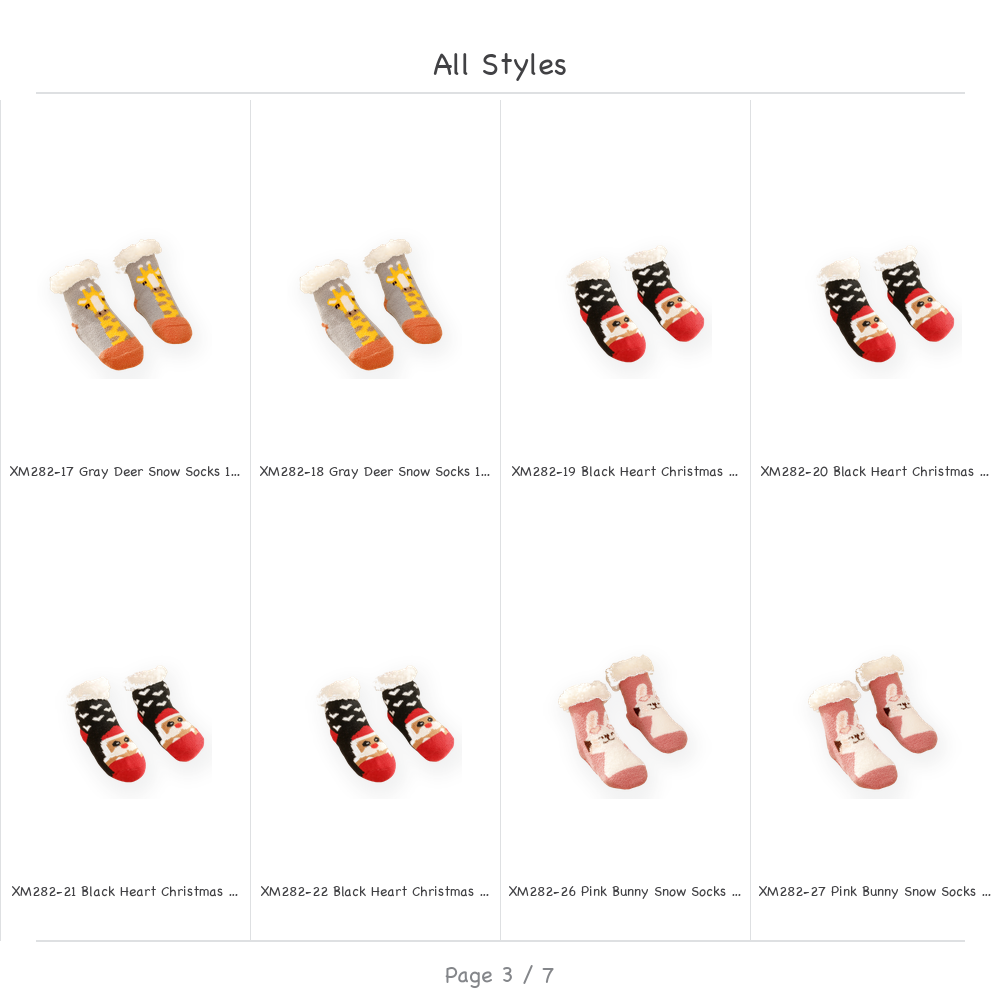 All Styles
XM282-17 Gray Deer Snow Socks 1...
XM282-18 Gray Deer Snow Socks 1...
XM282-19 Black Heart Christmas ...
XM282-20 Black Heart Christmas ...
XM282-21 Black Heart Christmas ...
XM282-22 Black Heart Christmas ...
XM282-26 Pink Bunny Snow Socks ...
XM282-27 Pink Bunny Snow Socks ...
Page 3 / 7